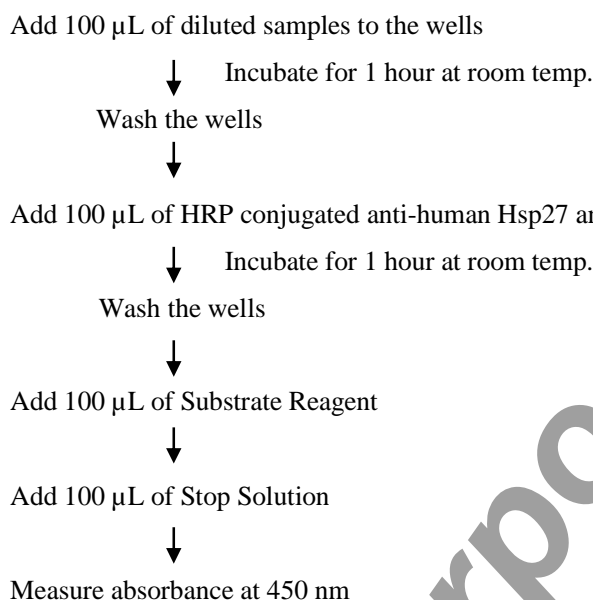 Add 100 µL of diluted samples to the wells
Incubate for 1 hour at room temp.
Wash the wells
Add 100 µL of HRP conjugated anti-human Hsp27
Incubate for 1 hour at room temp.
Wash the wells
Add 100 µL of Substrate Reagent
Add 100 µL of Stop Solution
Measure absorbance at 450 nm